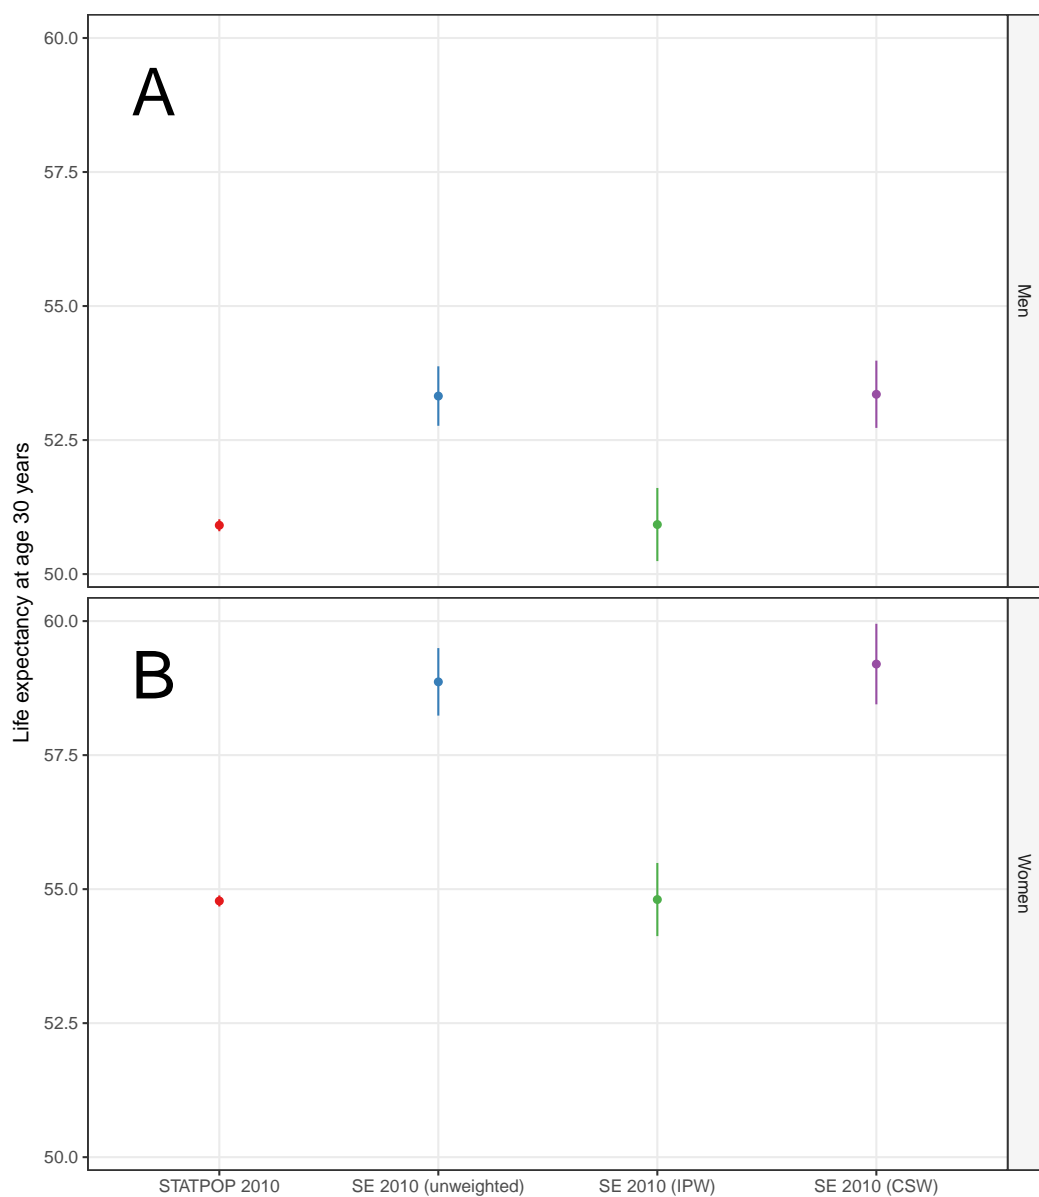 Life expectancy at age 30 years
60.0
57.5
55.0
52.5
50.0
A
Men
60.0
57.5
55.0
52.5
50.0
B
Women
STATPOP 2010
SE 2010 (unweighted)
SE 2010 (IPW)
SE 2010 (CSW)